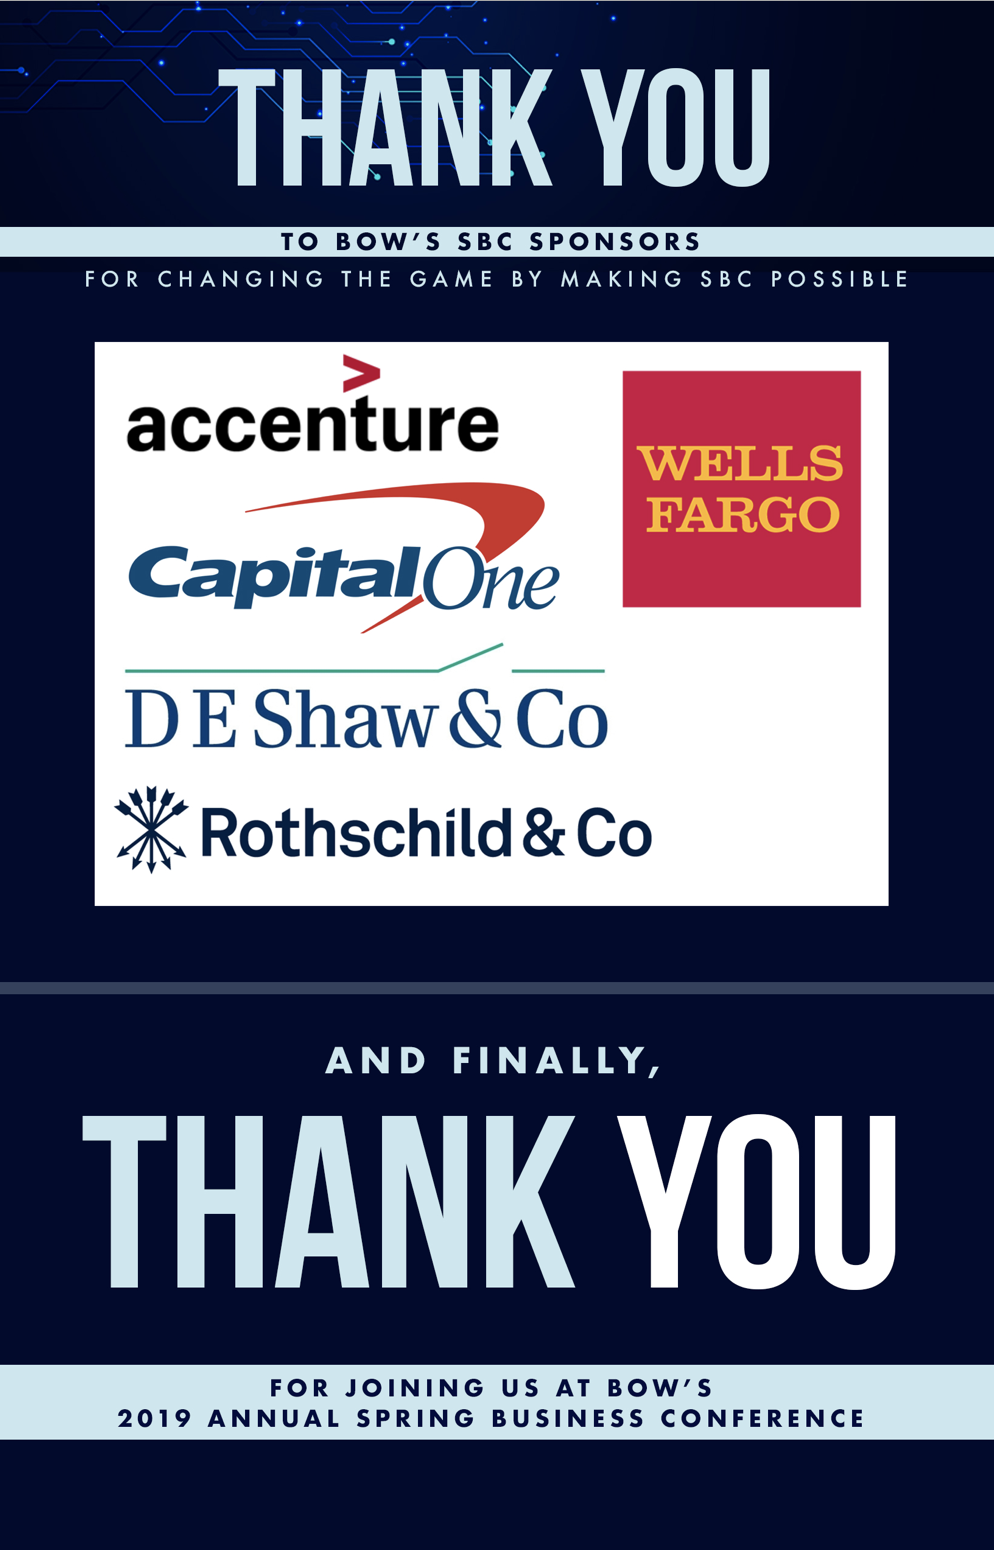 THANK YOU
TO BOW'S SBC SPONSORS
FOR CHANGING THE GAME BY MAKING SBC POSSIBLE
accenture
WELLS
FARGO
CapitalOne
D E Shaw & Co
Rothschild & Co
AND FINALLY,
THANK YOU
FOR JOINING US AT BOW'S
2019 ANNUAL SPRING BUSINESS CONFERENCE